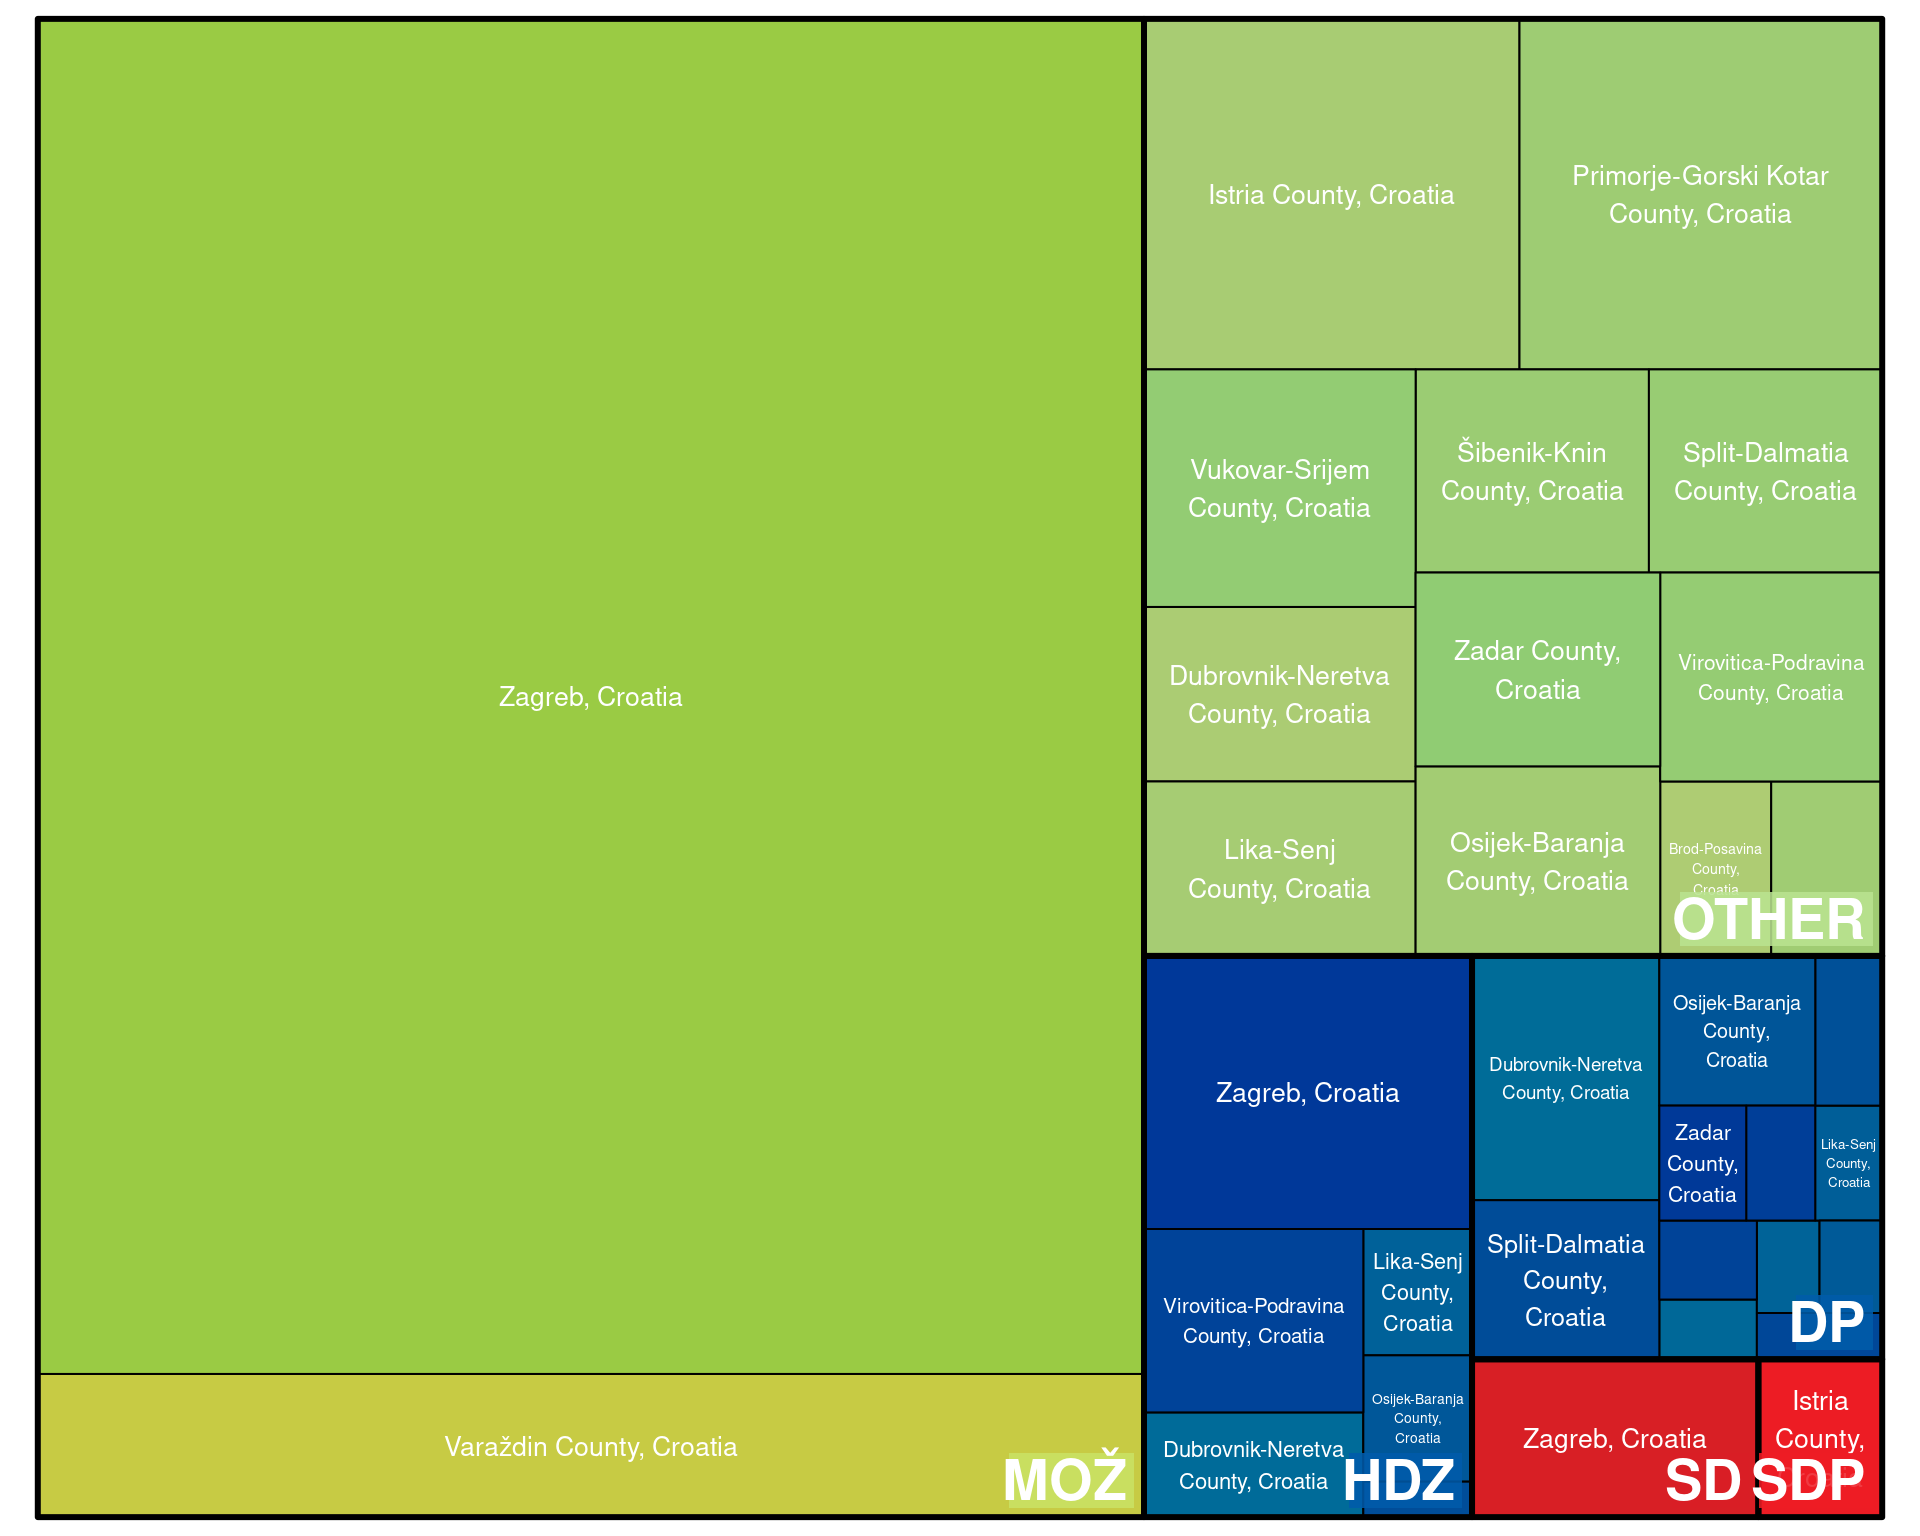 Zagreb, Croatia
Varaždin County, Croatia
MOŽ
Istria County, Croatia
Primorje-Gorski Kotar
County, Croatia
Vukovar-Srijem
County, Croatia
Šibenik-Knin
County, Croatia
Split-Dalmatia
County, Croatia
Dubrovnik-Neretva
County, Croatia
Zadar County,
Croatia
Virovitica-Podravina
County, Croatia
Lika-Senj
County, Croatia
Osijek-Baranja
County, Croatia
Brod-Posavina
County,
Croatia
OTHER
Zagreb, Croatia
Virovitica-Podravina
County, Croatia
Lika-Senj
County,
Croatia
Osijek-Baranja
County,
Croatia
Dubrovnik-Neretva
County, Croatia
HDZ
Dubrovnik-Neretva
County, Croatia
Osijek-Baranja
County,
Croatia
Zadar
County,
Croatia
Lika-Senj
County,
Croatia
Split-Dalmatia
County,
Croatia
DP
Zagreb, Croatia
SD
Istria
County,
SDP